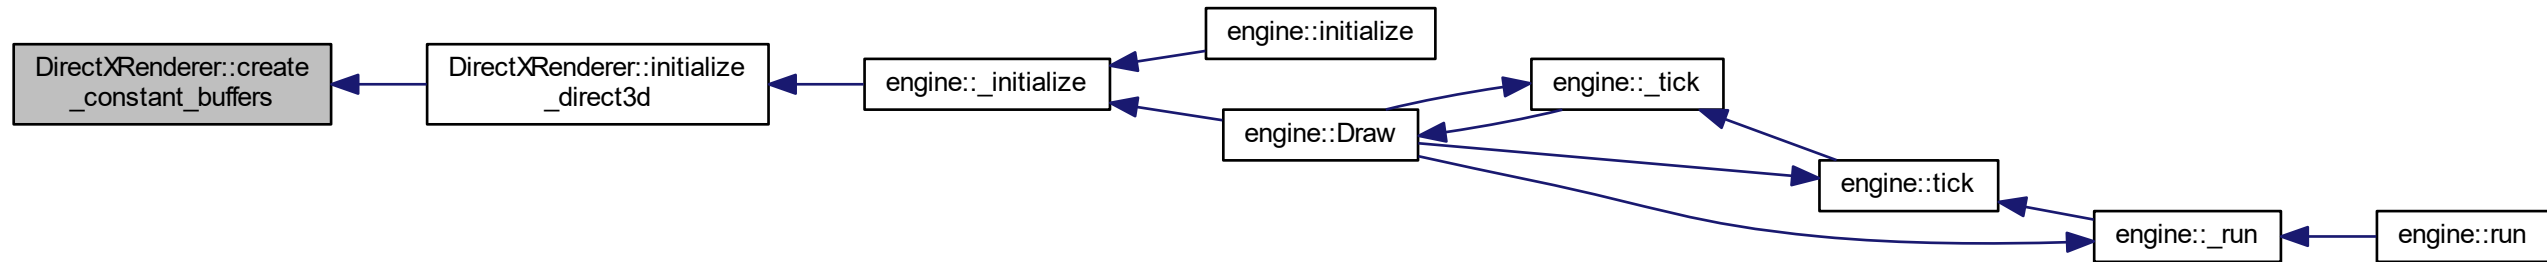 DirectXRenderer::create
_constant_buffers
DirectXRenderer::initialize
_direct3d
engine::_initialize
engine::initialize
engine::Draw
engine::_tick
engine::tick
engine::_run
engine::run